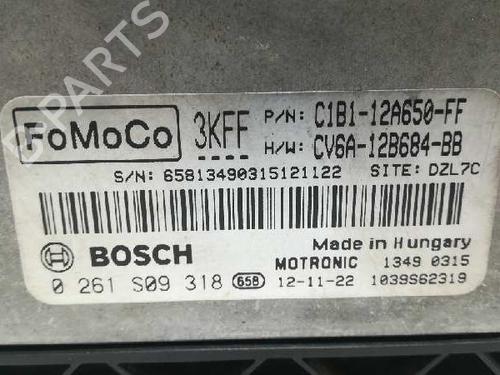 FoMoCo 3KFF P/N: C1B1-12A650-FF
H/W: CV6A-12B684-BB
S/N: 65813490315121122 SITE: DZL7C
BOSCH Made in Hungary
MOTRONIC 1349 0315
0 261 S09 318 658 12-11-22 1039S62319